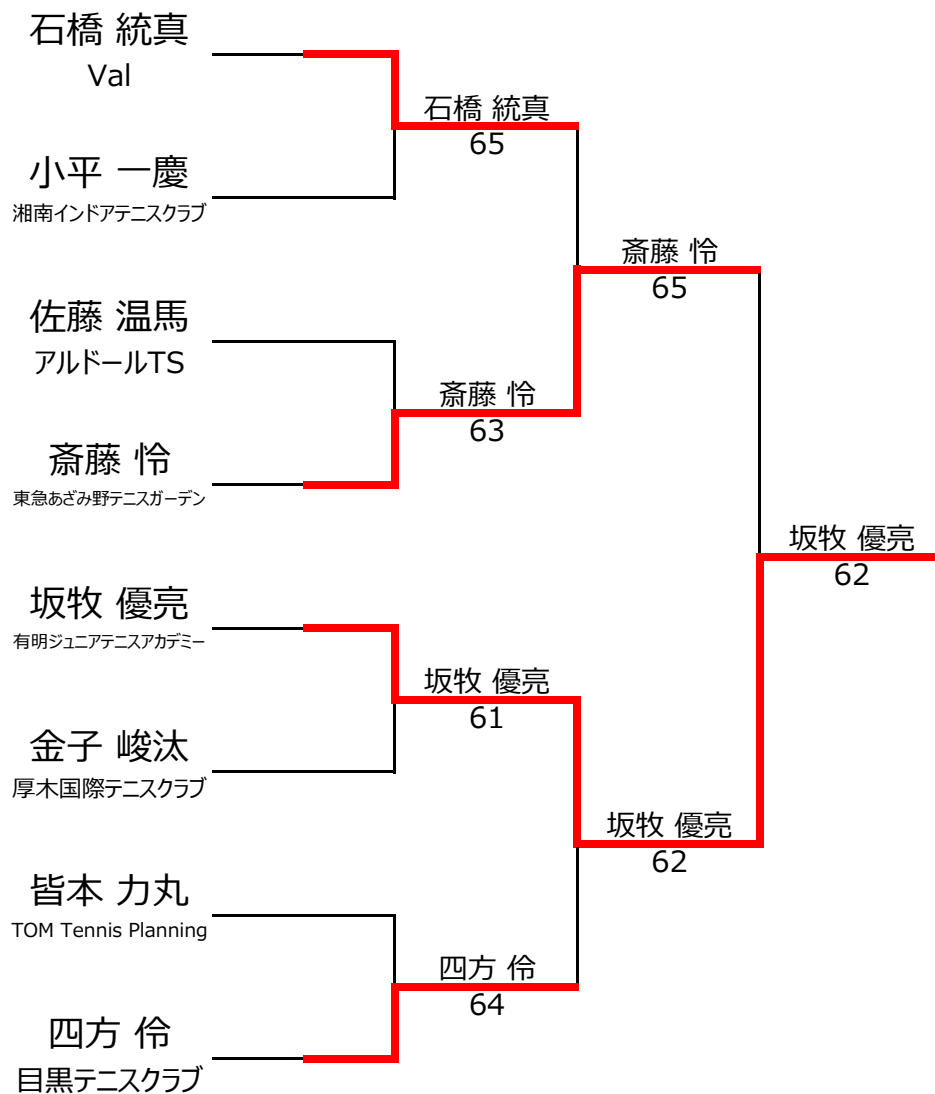 石橋 統真
Val
小平 一慶
湘南インドアテニスクラブ
佐藤 温馬
アルドールTS
斎藤 怜
東急あざみ野テニスガーデン
坂牧 優亮
有明ジュニアテニスアカデミー
金子 峻汰
厚木国際テニスクラブ
皆本 力丸
TOM Tennis Planning
四方 伶
目黒テニスクラブ
石橋 統真
65
斎藤 怜
63
坂牧 優亮
61
四方 伶
64
斎藤 怜
65
坂牧 優亮
62
坂牧 優亮
62